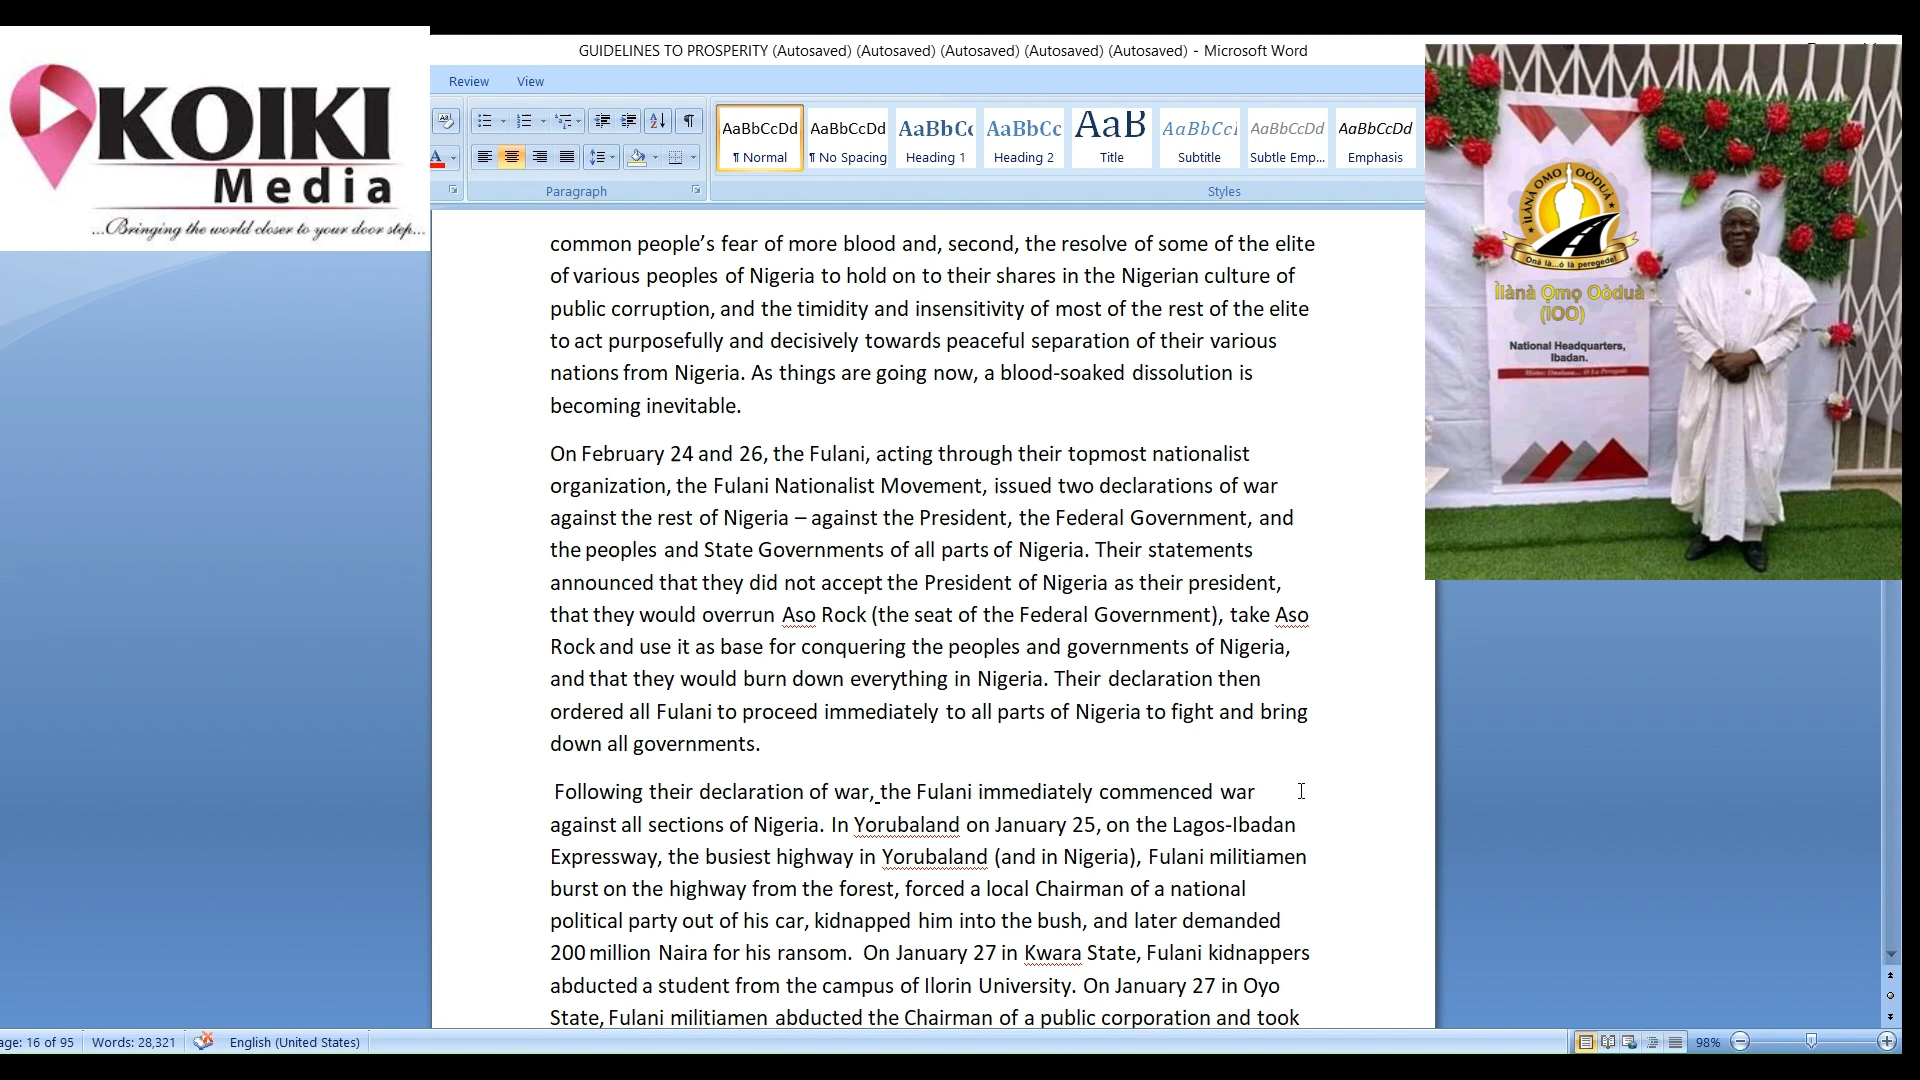 GUIDELINES TO PROSPERITY (Autosaved) (Autosaved) (Autosaved) (Autosaved) (Autosaved) - Microsoft Word
KOIKI
Media
...Bringing the world closer to your door step...
Review View
AaBbCcDd AaBbCcDd AaBbCc AaBbCc AaB AaBbCcI AaBbCcDd AaBbCcDd
¶ Normal ¶ No Spacing Heading 1 Heading 2 Title Subtitle Subtle Emp... Emphasis
Paragraph Styles
common people’s fear of more blood and, second, the resolve of some of the elite
of various peoples of Nigeria to hold on to their shares in the Nigerian culture of
public corruption, and the timidity and insensitivity of most of the rest of the elite
to act purposefully and decisively towards peaceful separation of their various
nations from Nigeria. As things are going now, a blood-soaked dissolution is
becoming inevitable.
On February 24 and 26, the Fulani, acting through their topmost nationalist
organization, the Fulani Nationalist Movement, issued two declarations of war
against the rest of Nigeria – against the President, the Federal Government, and
the peoples and State Governments of all parts of Nigeria. Their statements
announced that they did not accept the President of Nigeria as their president,
that they would overrun Aso Rock (the seat of the Federal Government), take Aso
Rock and use it as base for conquering the peoples and governments of Nigeria,
and that they would burn down everything in Nigeria. Their declaration then
ordered all Fulani to proceed immediately to all parts of Nigeria to fight and bring
down all governments.
Following their declaration of war, the Fulani immediately commenced war
against all sections of Nigeria. In Yorubaland on January 25, on the Lagos-Ibadan
Expressway, the busiest highway in Yorubaland (and in Nigeria), Fulani militiamen
burst on the highway from the forest, forced a local Chairman of a national
political party out of his car, kidnapped him into the bush, and later demanded
200 million Naira for his ransom. On January 27 in Kwara State, Fulani kidnappers
abducted a student from the campus of Ilorin University. On January 27 in Oyo
State, Fulani militiamen abducted the Chairman of a public corporation and took
ÌLÀNÀ OMO OÒDUÀ
Onà là...ó là peregede!
Ìlànà Ọmọ Oòduà
(IOO)
National Headquarters,
Ibadan.
age: 16 of 95 Words: 28,321 English (United States) 98%